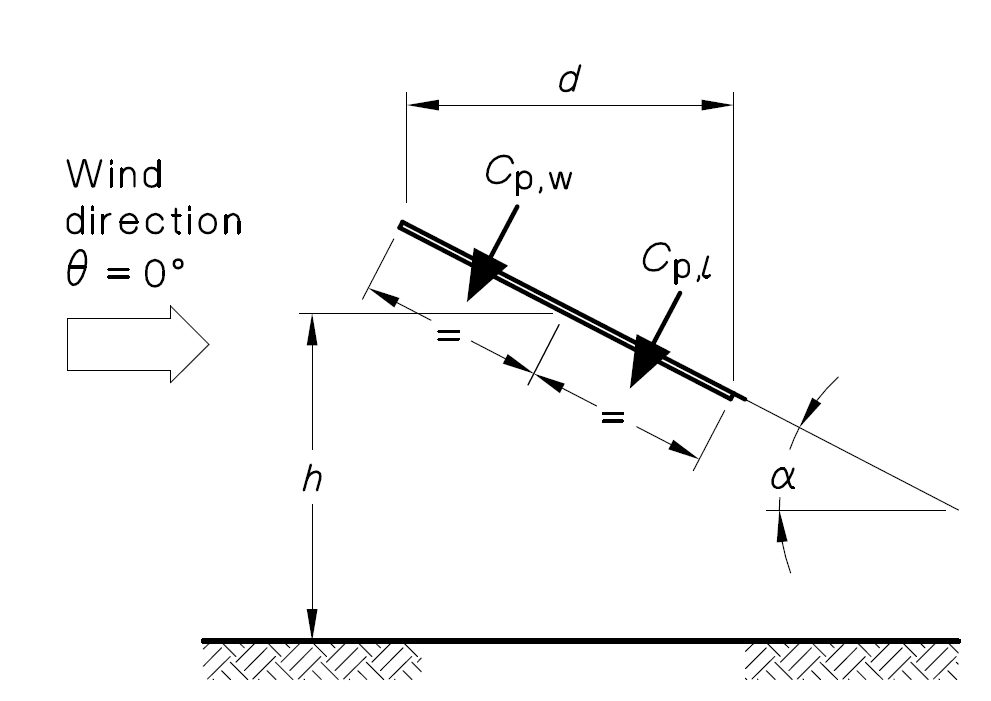 d
Cp,w
Wind
direction
θ = 0°
Cp,l
=
=
h
α